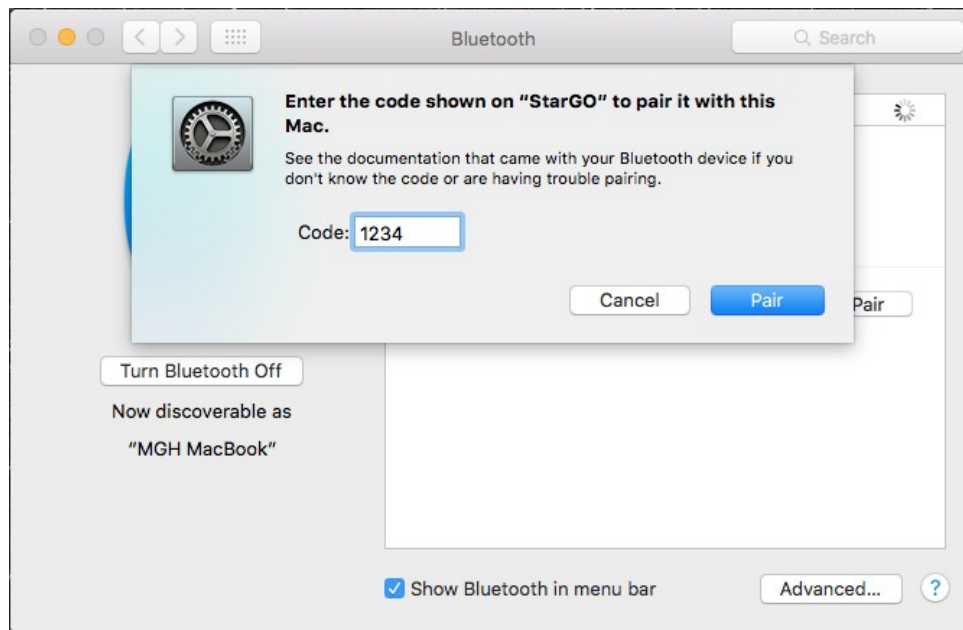 Bluetooth
Search
Enter the code shown on “StarGO” to pair it with this
Mac.
See the documentation that came with your Bluetooth device if you
don't know the code or are having trouble pairing.
Code: 1234
Cancel
Pair
Pair
Turn Bluetooth Off
Now discoverable as
“MGH MacBook”
Show Bluetooth in menu bar
Advanced...
?